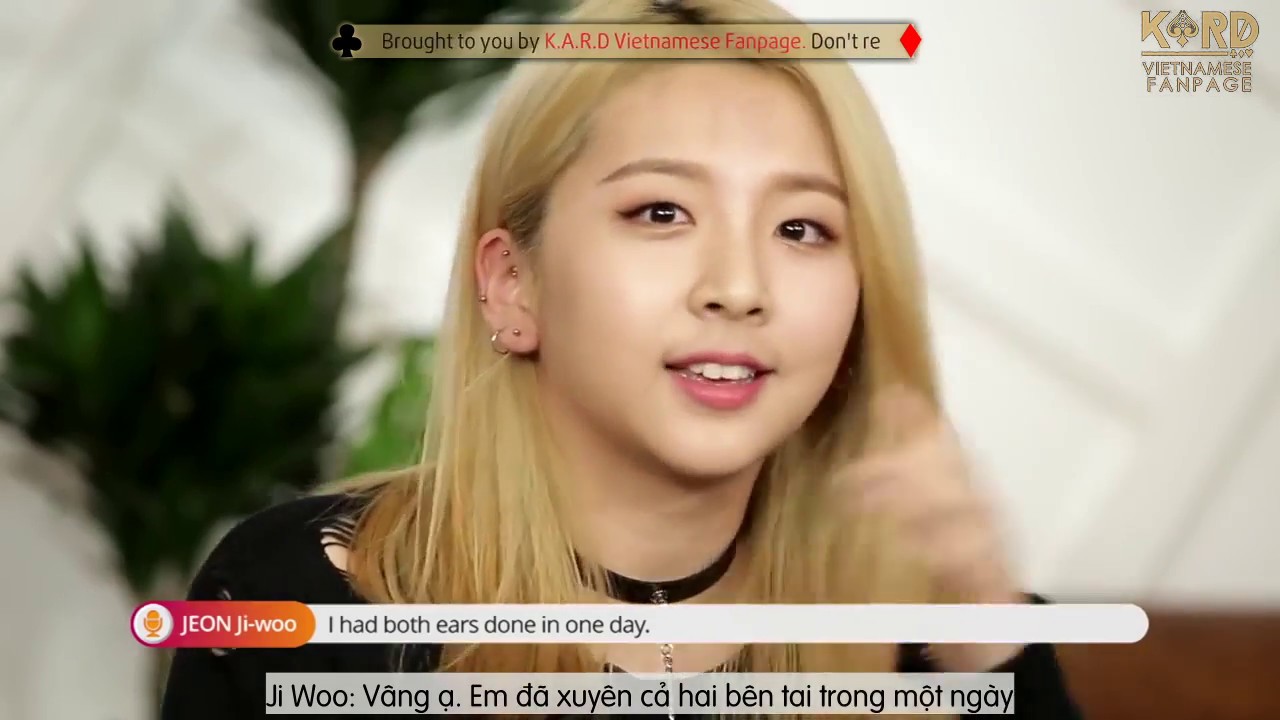 Brought to you by K.A.R.D Vietnamese Fanpage. Don't re
KARD
VIETNAMESE
FANPAGE
JEON Ji-woo I had both ears done in one day.
Ji Woo: Vâng ạ. Em đã xuyên cả hai bên tai trong một ngày